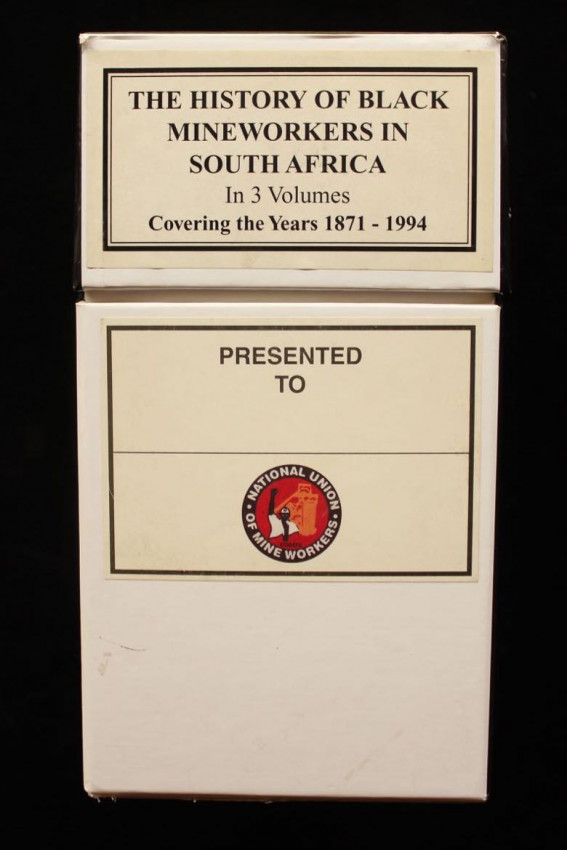 THE HISTORY OF BLACK
MINEWORKERS IN
SOUTH AFRICA
In 3 Volumes
Covering the Years 1871 - 1994
PRESENTED
TO
NATIONAL UNION
OF MINE WORKERS